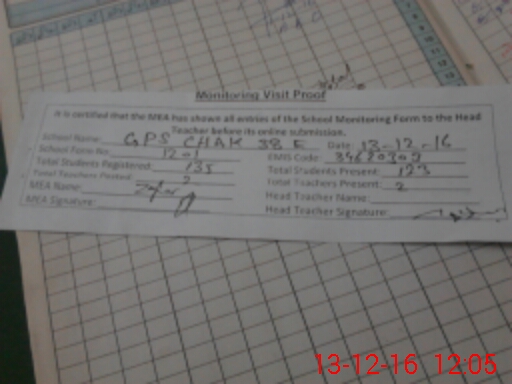 Monitoring Visit Proof
It is certified that the MEA has shown all entries of the School Monitoring Form to the Head
Teacher before its online submission.
School Name: GPS CHAK 38 E Date: 13-12-16
School Form No: 1201 EMIS Code:
Total Students Registered: 135 Total Students Present: 123
Total Teachers Posted: 2 Total Teachers Present: 2
MEA Name: Head Teacher Name:
MEA Signature: Head Teacher Signature:
13-12-16 12:05